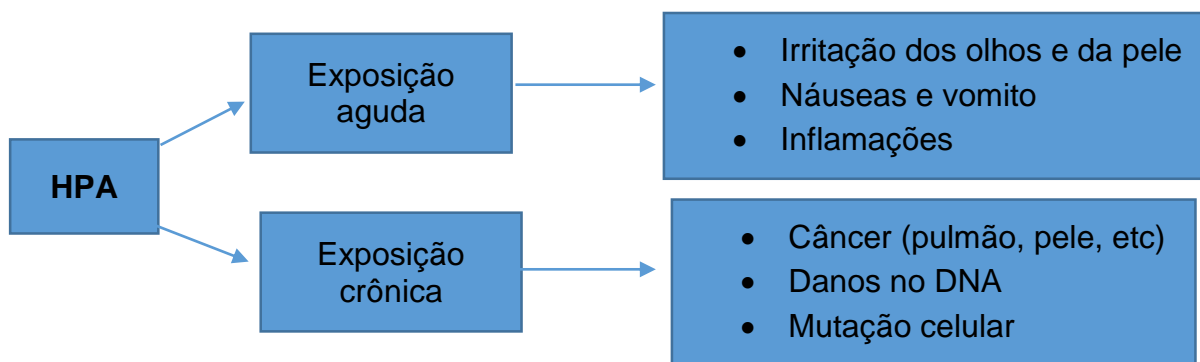 HPA
Exposição
aguda
• Irritação dos olhos e da pele
• Náuseas e vomito
• Inflamações
Exposição
crônica
• Câncer (pulmão, pele, etc)
• Danos no DNA
• Mutação celular